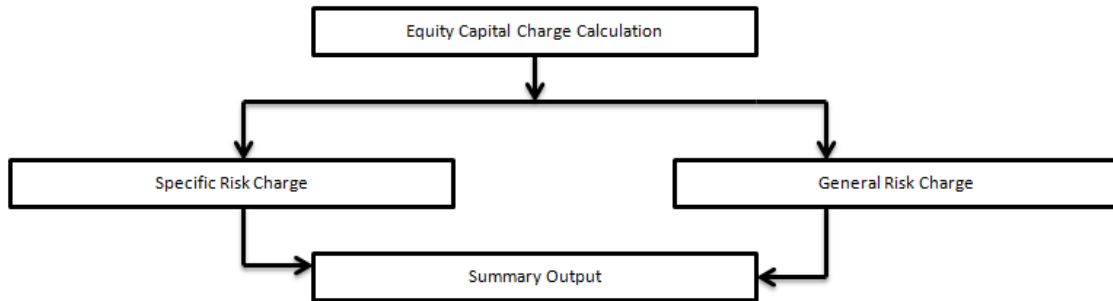 Equity Capital Charge Calculation
Specific Risk Charge
General Risk Charge
Summary Output